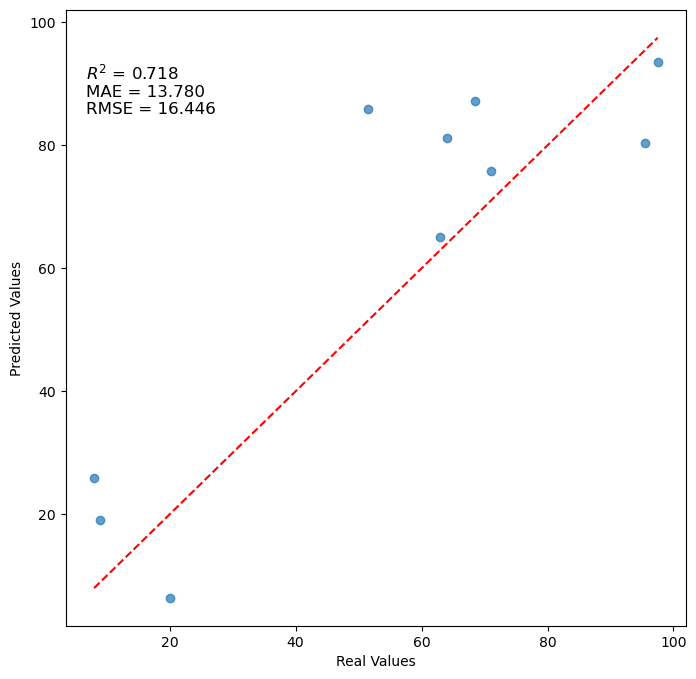 100
80
60
40
20
Predicted Values
R² = 0.718
MAE = 13.780
RMSE = 16.446
20 40 60 80 100
Real Values